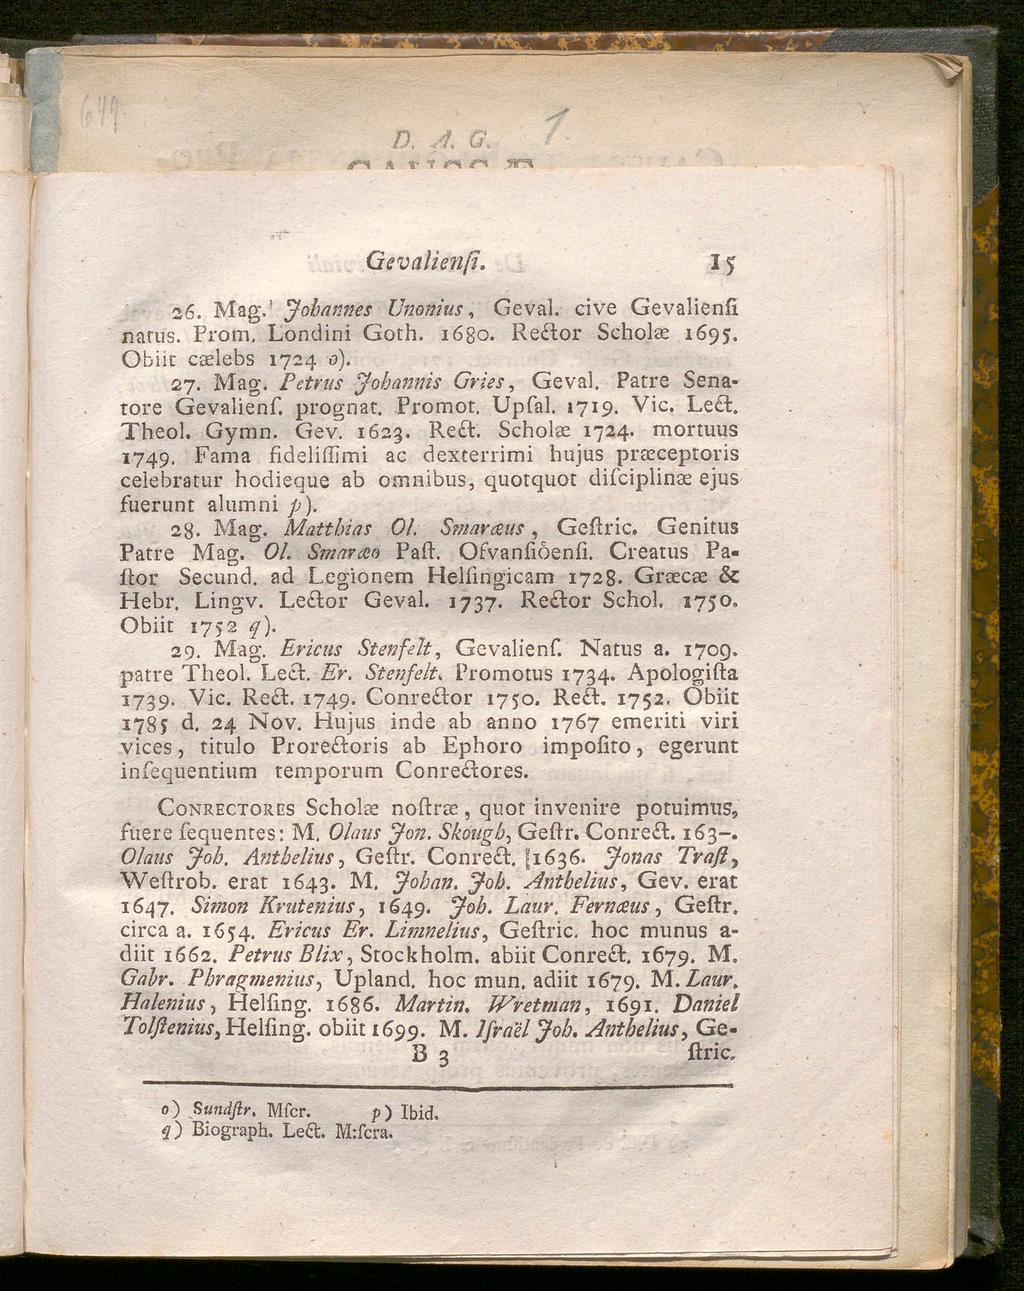 649
D. A. G. 1.
CAUSSÆ
Gevalienſi. 15
26. Mag. Johannes Unonius, Geval. cive Gevalienſi
natus. Prom. Londini Goth. 1680. Rector Scholæ 1695.
Obiit cælebs 1724 o).
27. Mag. Petrus Johannis Gries, Geval. Patre Sena-
tore Gevalienſ. prognat. Promot. Upſal. 1719. Vic. Lect.
Theol. Gymn. Gev. 1623. Rect. Scholæ 1724. mortuus
1749. Fama fideliſſimi ac dexterrimi hujus præceptoris
celebratur hodieque ab omnibus, quotquot diſciplinæ ejus
fuerunt alumni p).
28. Mag. Matthias Ol. Smaræus, Geſtric. Genitus
Patre Mag. Ol. Smaræo Paſt. Ofvanſiöenſi. Creatus Pa-
ſtor Secund. ad Legionem Helſingicam 1728. Græcæ &
Hebr. Lingv. Lector Geval. 1737. Rector Schol. 1750.
Obiit 1752 q).
29. Mag. Ericus Stenfelt, Gevalienſ. Natus a. 1709.
patre Theol. Lect. Er. Stenfelt. Promotus 1734. Apologiſta
1739. Vic. Rect. 1749. Conrector 1750. Rect. 1752. Obiit
1785 d. 24 Nov. Hujus inde ab anno 1767 emeriti viri
vices, titulo Prorectoris ab Ephoro impoſito, egerunt
inſequentium temporum Conrectores.
CONRECTORES Scholæ noſtræ, quot invenire potuimus,
fuere ſequentes: M. Olaus Jon. Skough, Geſtr. Conrect. 163-.
Olaus Joh. Anthelius, Geſtr. Conrect. 1636. Jonas Traſt,
Weſtrob. erat 1643. M. Johan. Joh. Anthelius, Gev. erat
1647. Simon Krutenius, 1649. Joh. Laur. Fernæus, Geſtr.
circa a. 1654. Ericus Er. Limnelius, Geſtric. hoc munus a-
diit 1662. Petrus Blix, Stockholm. abiit Conrect. 1679. M.
Gabr. Phragmenius, Upland. hoc mun. adiit 1679. M. Laur.
Halenius, Helſing. 1686. Martin. Wretman, 1691. Daniel
Tolſtenius, Helſing. obiit 1699. M. Iſraël Joh. Anthelius, Ge-
B 3 ſtric.
o) Sundſtr. Mſcr. p) Ibid.
q) Biograph. Lect. M:ſcra.